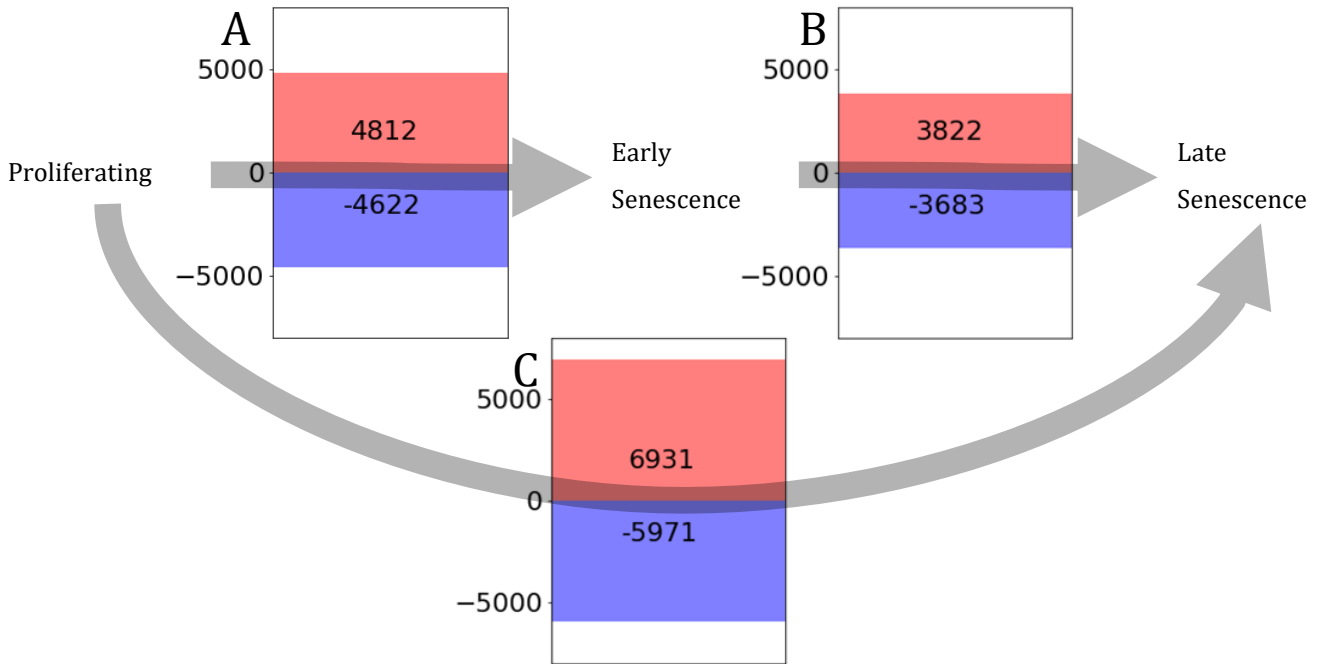 A
5000
4812
0
-4622
−5000
Proliferating
Early
Senescence
B
5000
3822
0
-3683
−5000
Late
Senescence
C
5000
6931
0
-5971
−5000